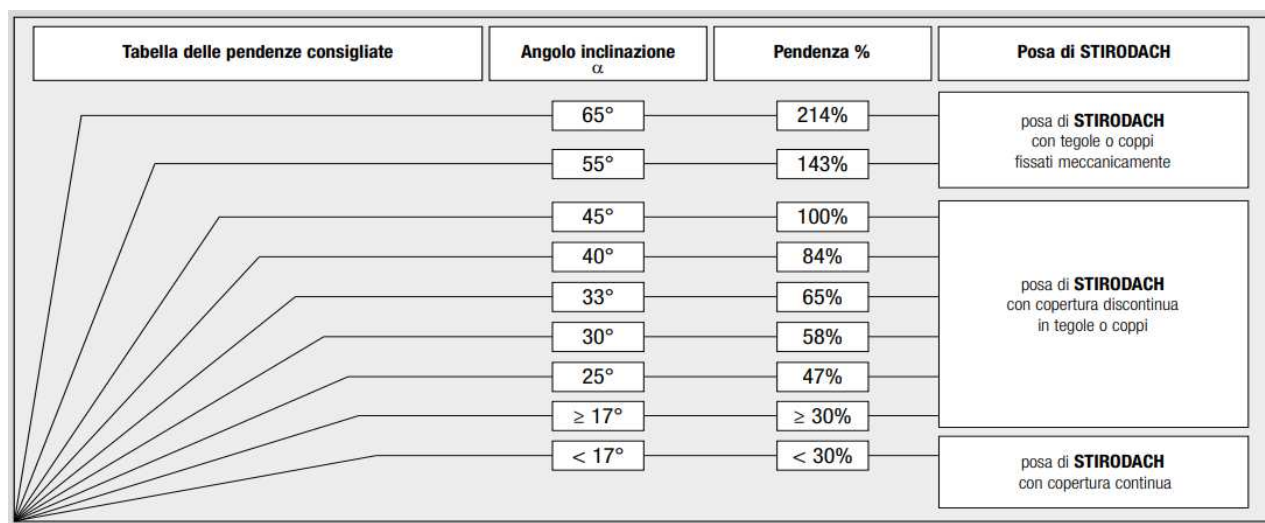 Tabella delle pendenze consigliate
Angolo inclinazione
α
Pendenza %
Posa di STIRODACH
65° 214%
55° 143%
posa di STIRODACH
con tegole o coppi
fissati meccanicamente
45° 100%
40° 84%
33° 65%
30° 58%
25° 47%
≥ 17° ≥ 30%
posa di STIRODACH
con copertura discontinua
in tegole o coppi
< 17° < 30%
posa di STIRODACH
con copertura continua